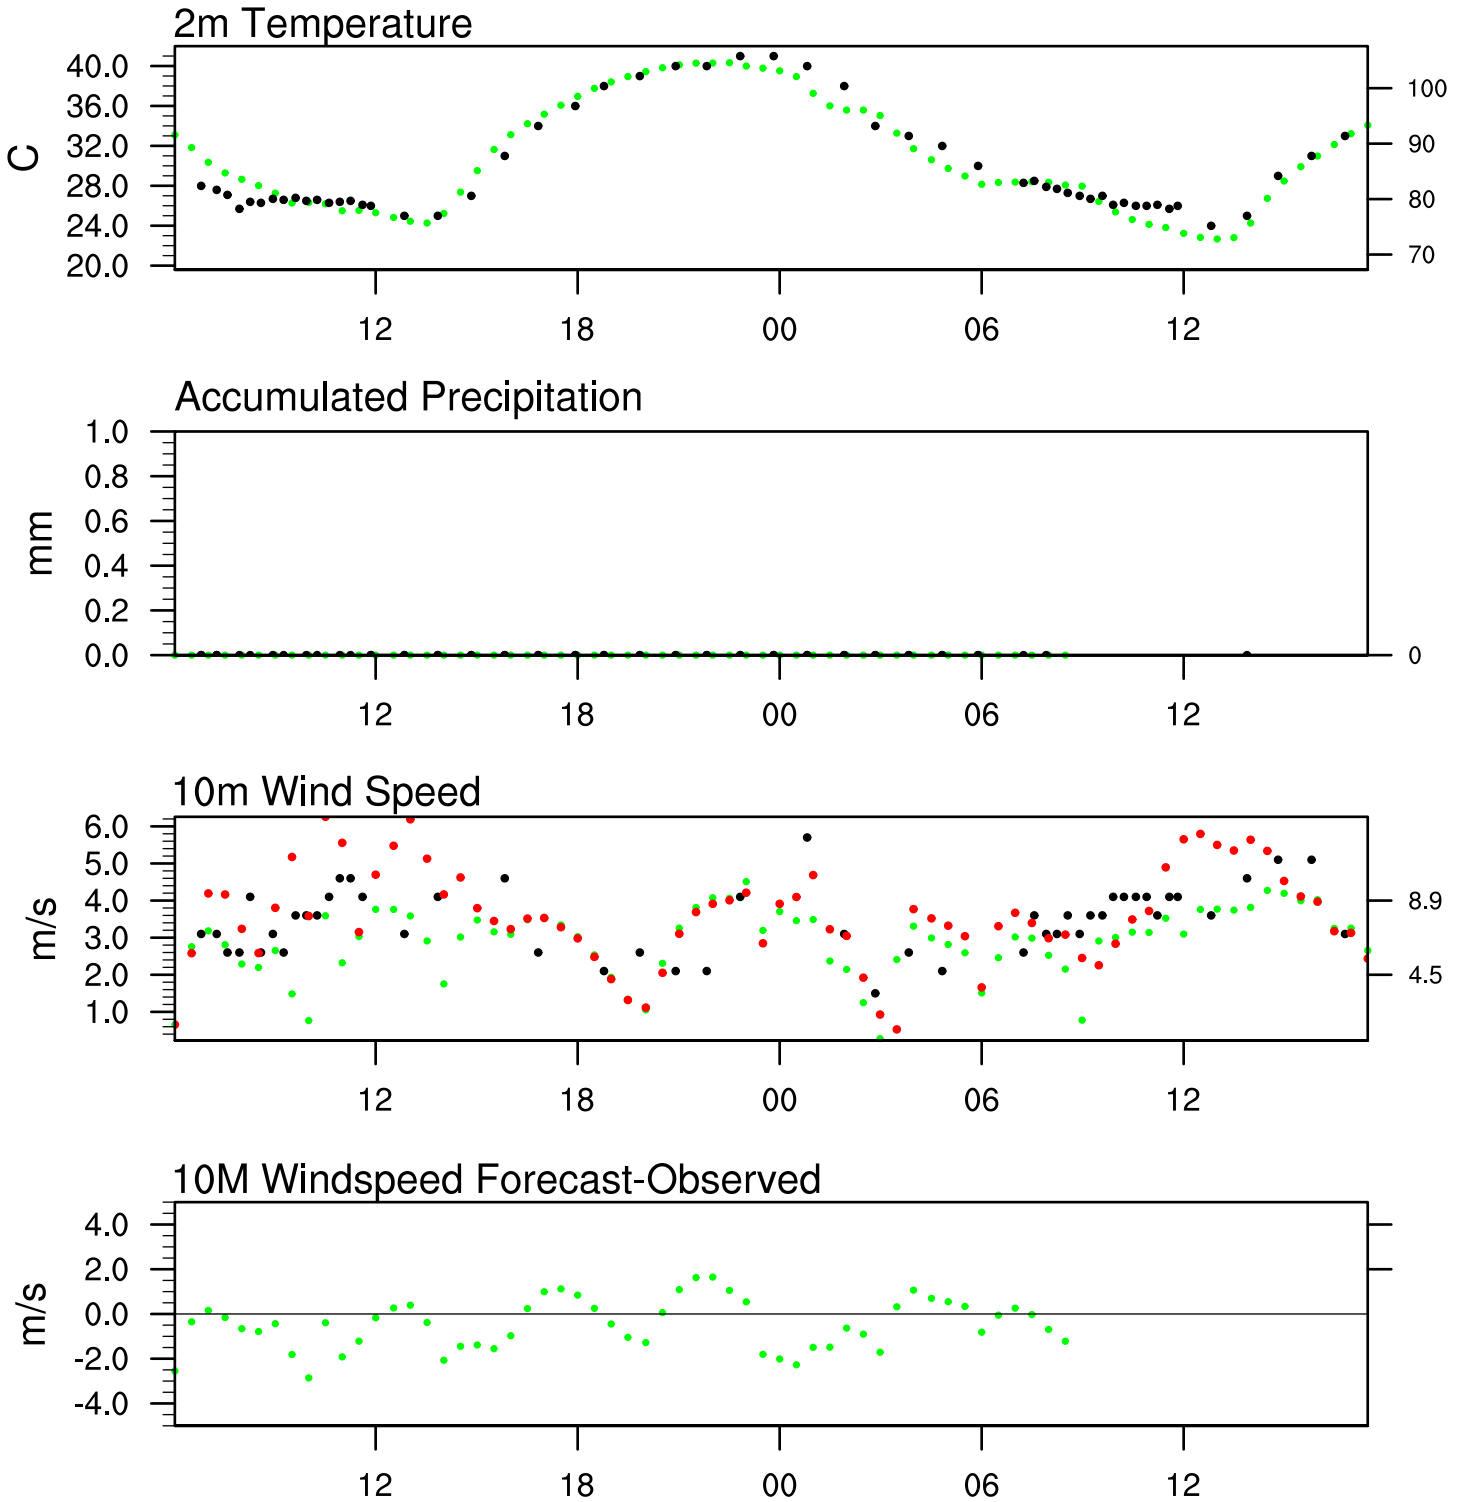 2m Temperature
40.0
36.0
32.0
28.0
24.0
20.0
C
100
90
80
70
12 18 00 06 12
Accumulated Precipitation
1.0
0.8
0.6
0.4
0.2
0.0
mm
0
12 18 00 06 12
10m Wind Speed
6.0
5.0
4.0
3.0
2.0
1.0
m/s
8.9
4.5
12 18 00 06 12
10M Windspeed Forecast-Observed
4.0
2.0
0.0
-2.0
-4.0
m/s
12 18 00 06 12